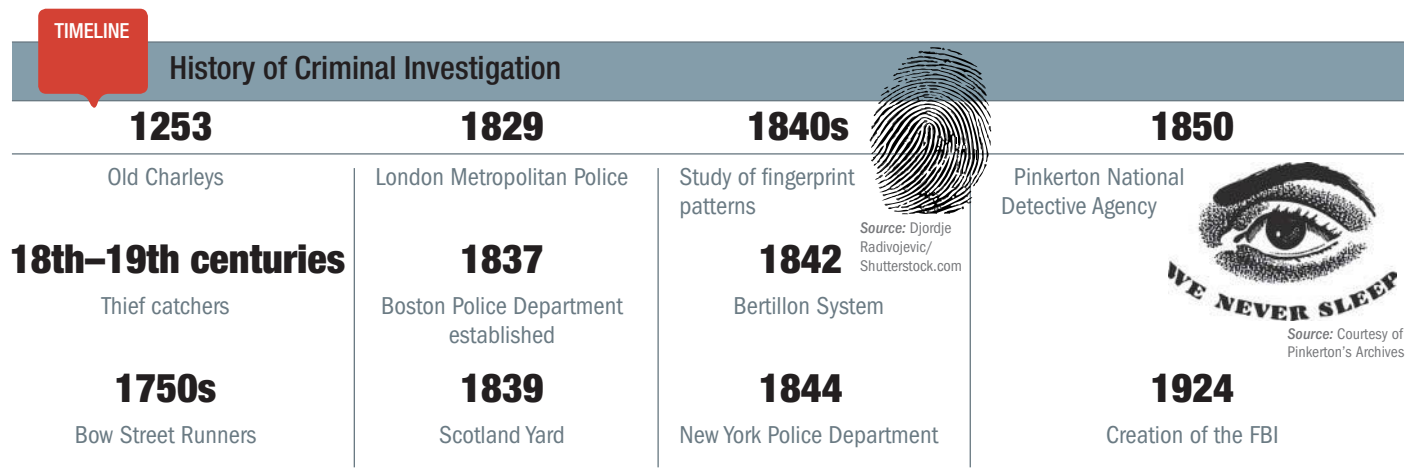 TIMELINE
History of Criminal Investigation
1253
Old Charleys
18th–19th centuries
Thief catchers
1750s
Bow Street Runners
1829
London Metropolitan Police
1837
Boston Police Department
established
1839
Scotland Yard
1840s
Study of fingerprint
patterns
Source: Djordje
Radivojevic/
Shutterstock.com
1842
Bertillon System
1844
New York Police Department
1850
Pinkerton National
Detective Agency
WE NEVER SLEEP
Source: Courtesy of
Pinkerton's Archives
1924
Creation of the FBI